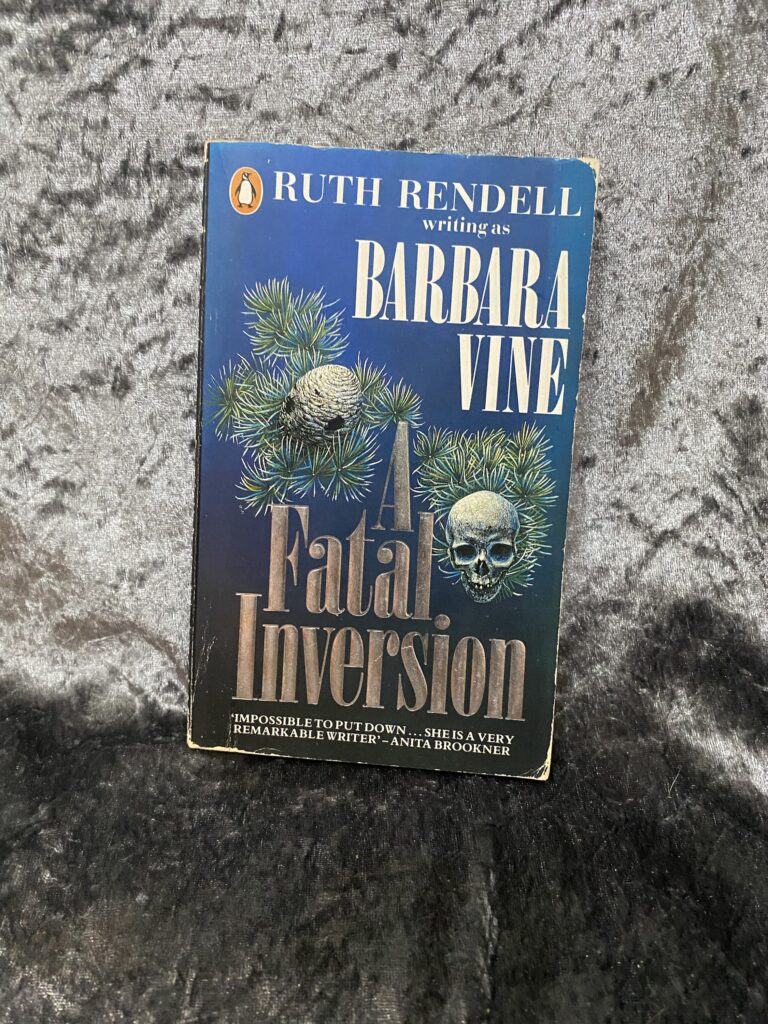 RUTH RENDELL
writing as
BARBARA
VINE
A
Fatal
Inversion
'IMPOSSIBLE TO PUT DOWN... SHE IS A VERY
REMARKABLE WRITER' – ANITA BROOKNER